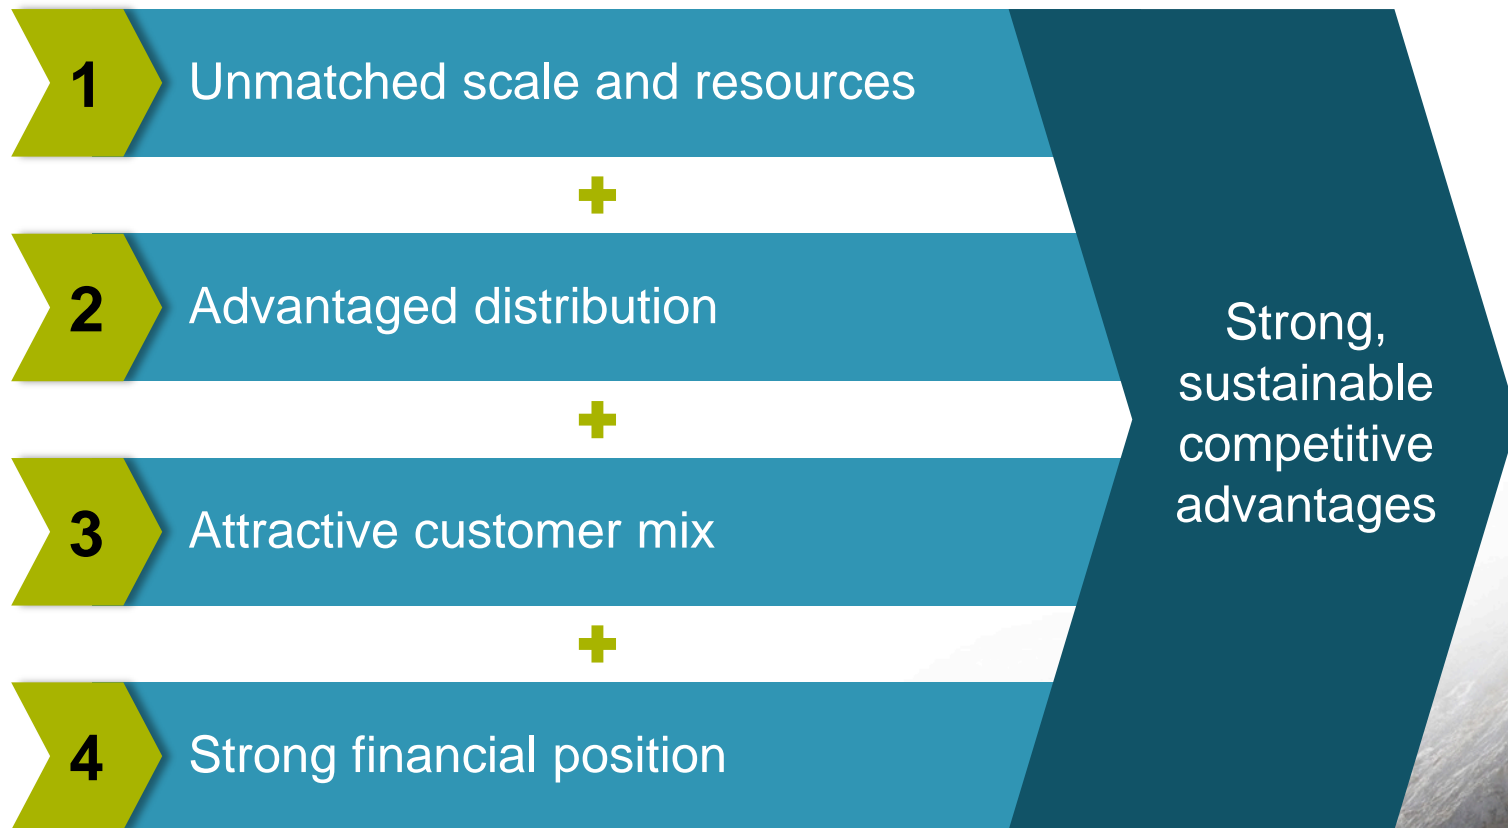 1
Unmatched scale and resources
2
Advantaged distribution
3
Attractive customer mix
4
Strong financial position
Strong,
sustainable
competitive
advantages